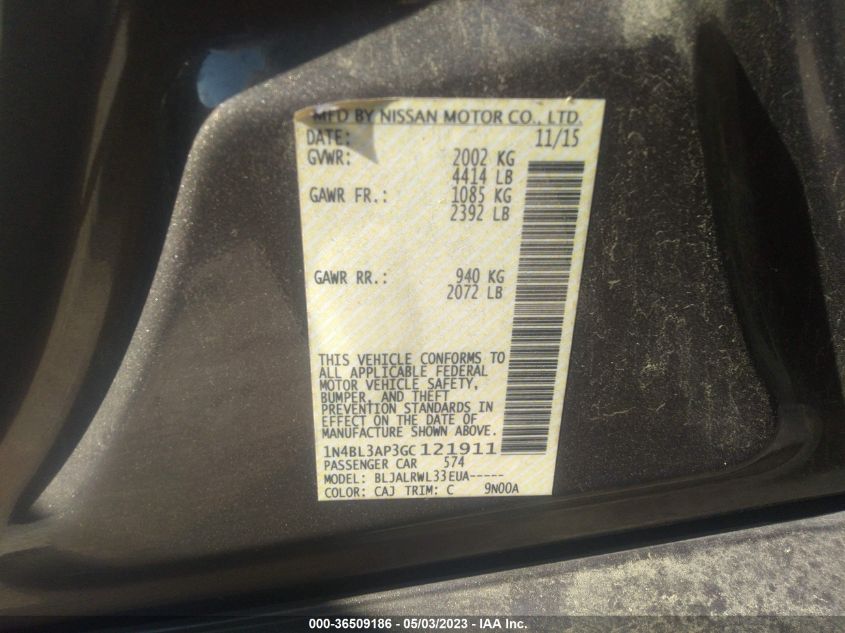 MFD BY NISSAN MOTOR CO., LTD.
DATE: 11/15
GVWR: 2002 KG
4414 LB
GAWR FR.: 1085 KG
2392 LB
GAWR RR.: 940 KG
2072 LB
THIS VEHICLE CONFORMS TO
ALL APPLICABLE FEDERAL
MOTOR VEHICLE SAFETY,
BUMPER, AND THEFT
PREVENTION STANDARDS IN
EFFECT ON THE DATE OF
MANUFACTURE SHOWN ABOVE.
1N4BL3AP3GC121911
PASSENGER CAR 574
MODEL: BLJALRWL33EUA-----
COLOR: CAJ TRIM: C 9N00A
000-36509186 - 05/03/2023 - IAA Inc.